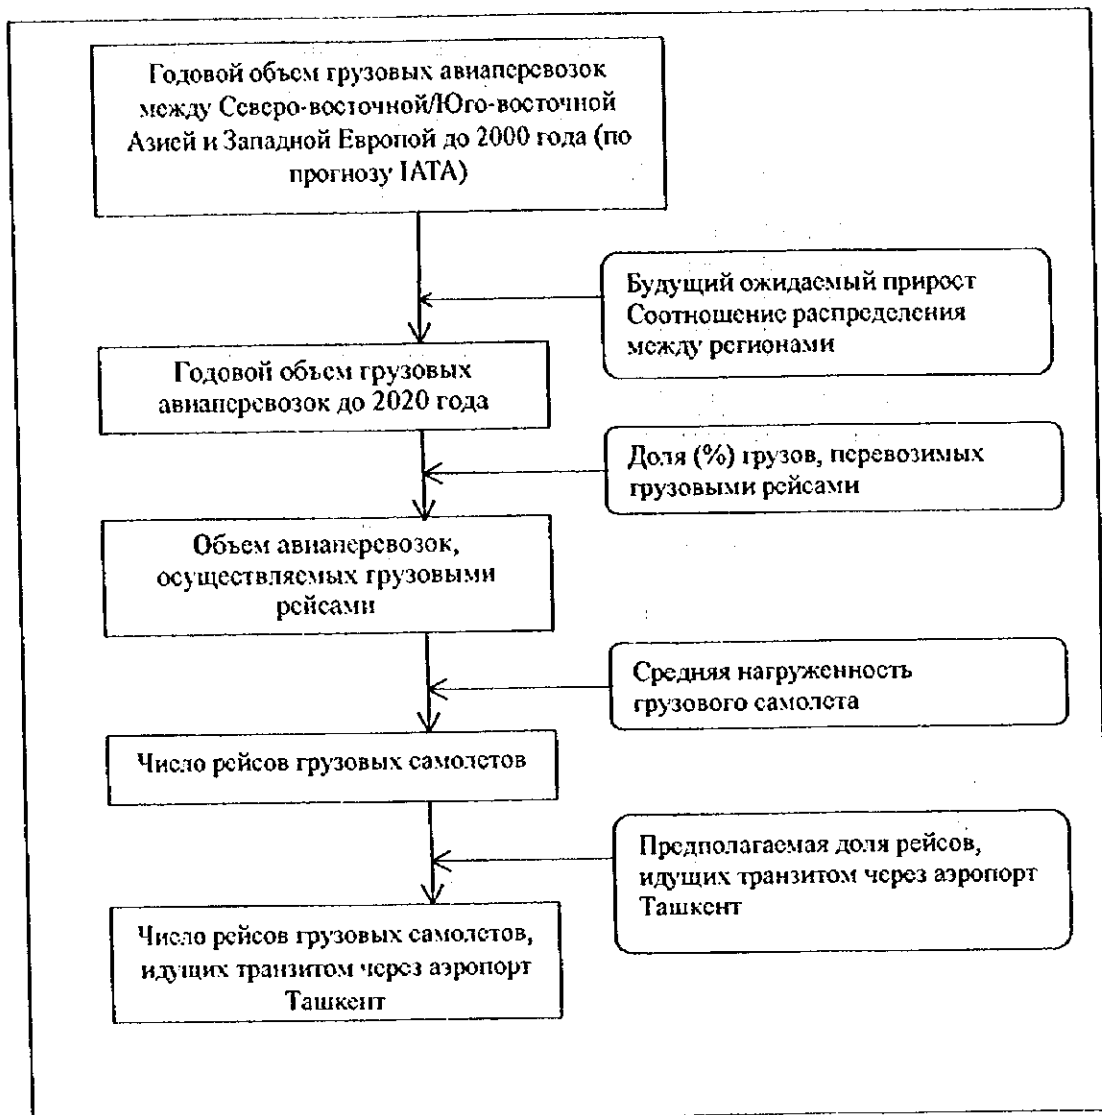 Годовой объем грузовых авиаперевозок
между Северо-восточной/Юго-восточной
Азией и Западной Европой до 2000 года (по
прогнозу IATA)
Будущий ожидаемый прирост
Соотношение распределения
между регионами
Годовой объем грузовых
авиаперевозок до 2020 года
Доля (%) грузов, перевозимых
грузовыми рейсами
Объем авиаперевозок,
осуществляемых грузовыми
рейсами
Средняя нагруженность
грузового самолета
Число рейсов грузовых самолетов
Предполагаемая доля рейсов,
идущих транзитом через аэропорт
Ташкент
Число рейсов грузовых самолетов,
идущих транзитом через аэропорт
Ташкент